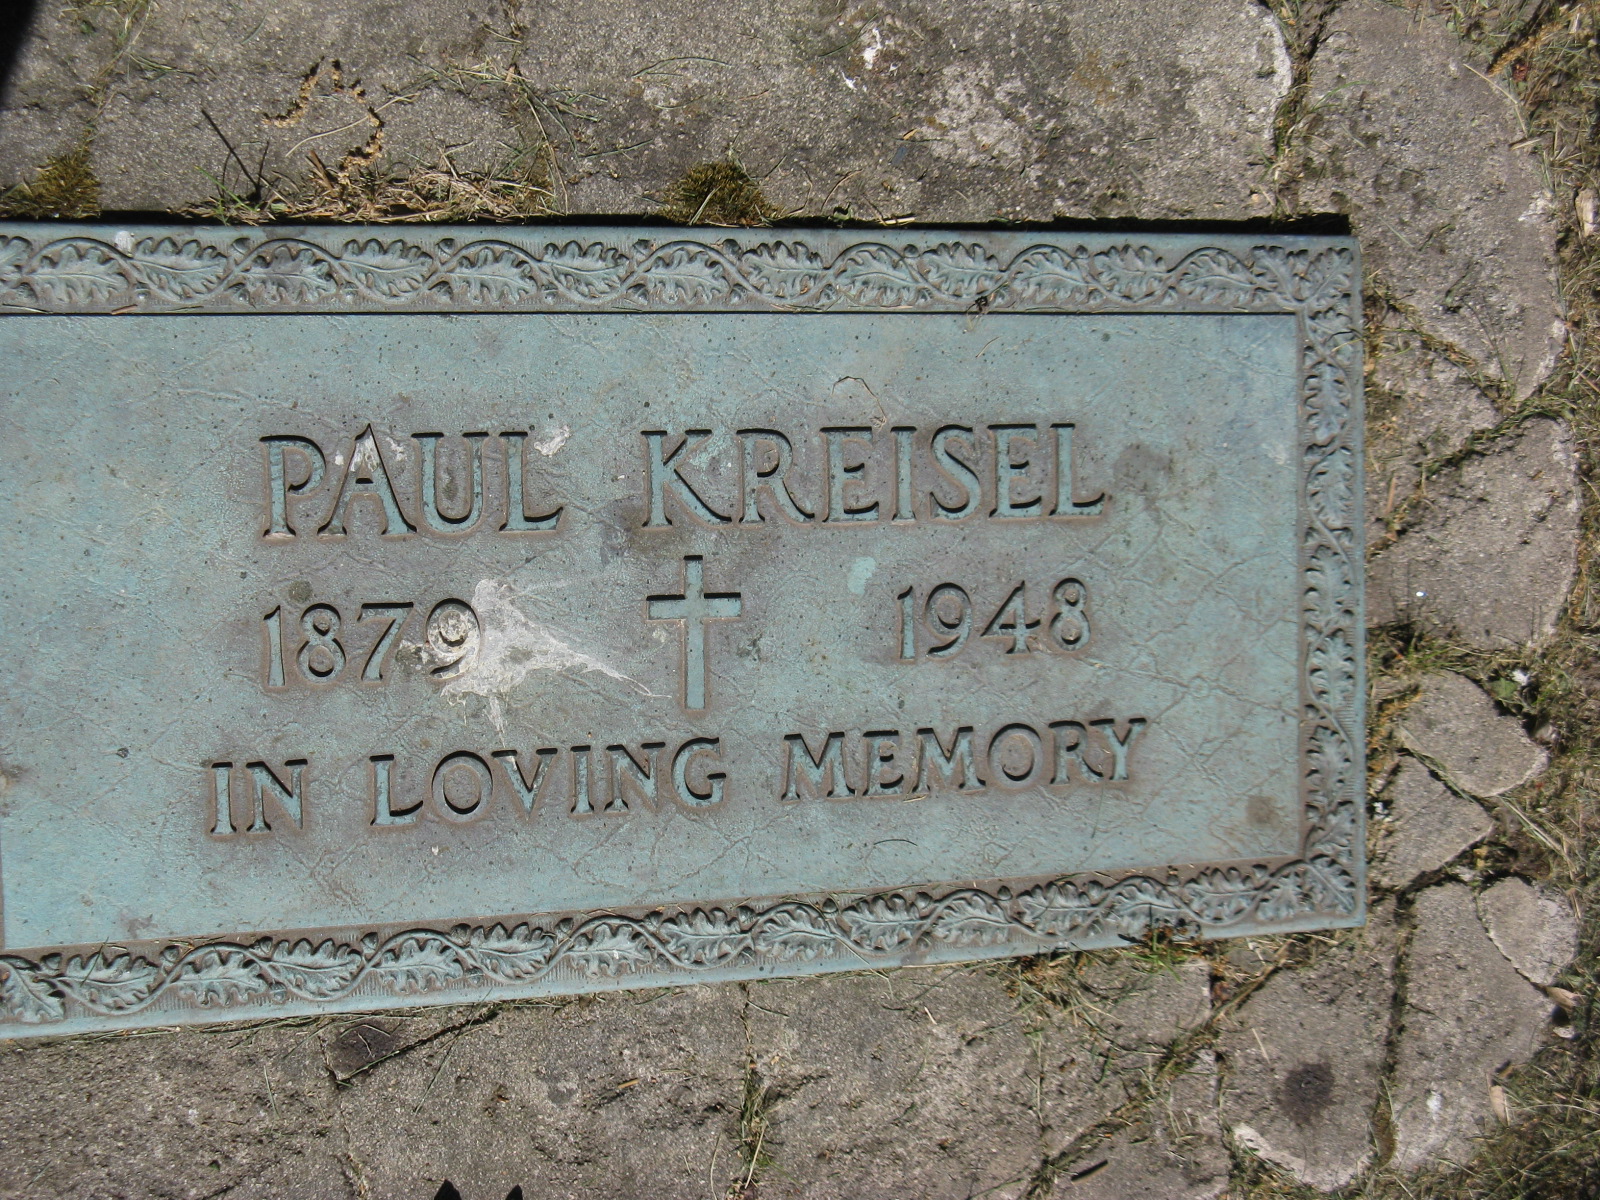 PAUL KREISEL
1879 1948
IN LOVING MEMORY